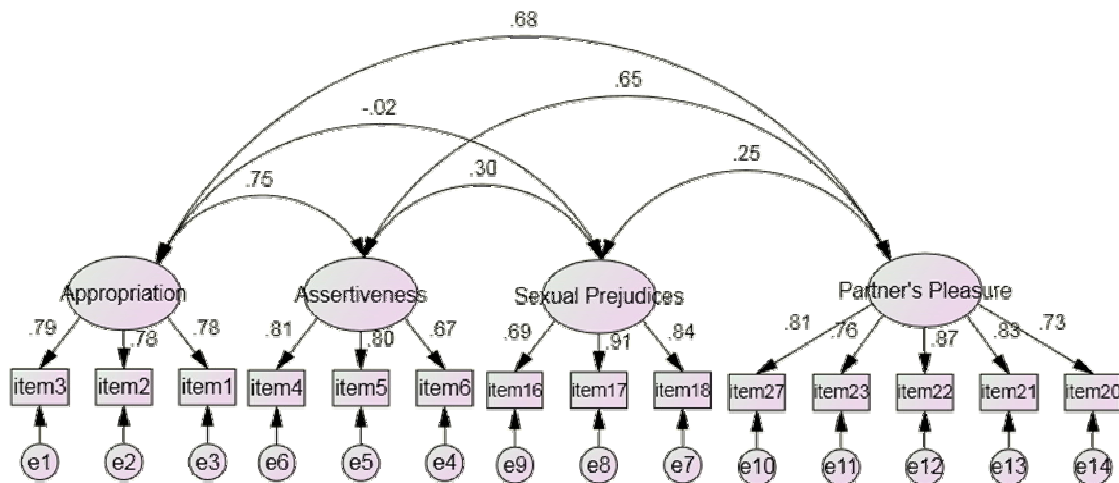 .68
.65
-.02
.25
.30
.75
Appropriation
Assertiveness
Sexual Prejudices
Partner's Pleasure
.79 .78 .78 .81 .80 .67 .69 .91 .84 .81 .76 .87 .83 .73
item3 item2 item1 item4 item5 item6 item16 item17 item18 item27 item23 item22 item21 item20
e1 e2 e3 e6 e5 e4 e9 e8 e7 e10 e11 e12 e13 e14